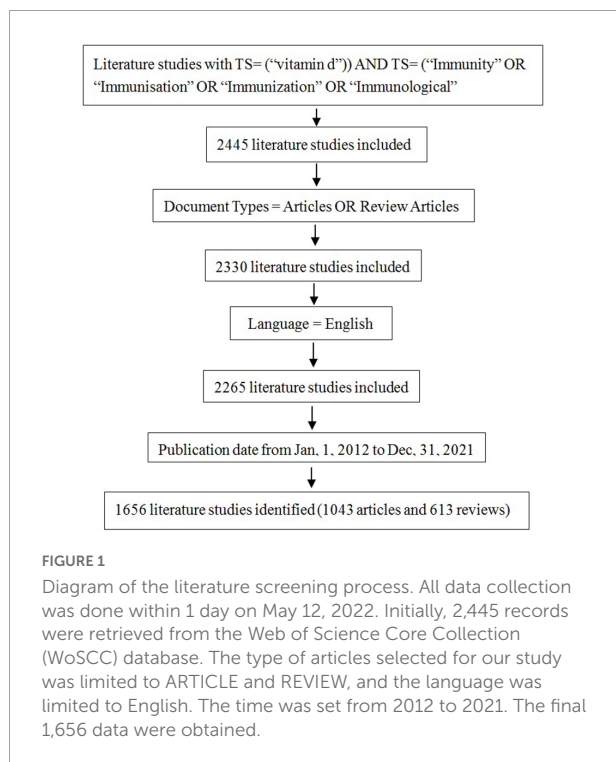 Literature studies with TS= (“vitamin d”)) AND TS= (“Immunity” OR
“Immunisation” OR “Immunization” OR “Immunological”
2445 literature studies included
Document Types = Articles OR Review Articles
2330 literature studies included
Language = English
2265 literature studies included
Publication date from Jan, 1, 2012 to Dec, 31, 2021
1656 literature studies identified (1043 articles and 613 reviews)
FIGURE 1
Diagram of the literature screening process. All data collection
was done within 1 day on May 12, 2022. Initially, 2,445 records
were retrieved from the Web of Science Core Collection
(WoSCC) database. The type of articles selected for our study
was limited to ARTICLE and REVIEW, and the language was
limited to English. The time was set from 2012 to 2021. The final
1,656 data were obtained.